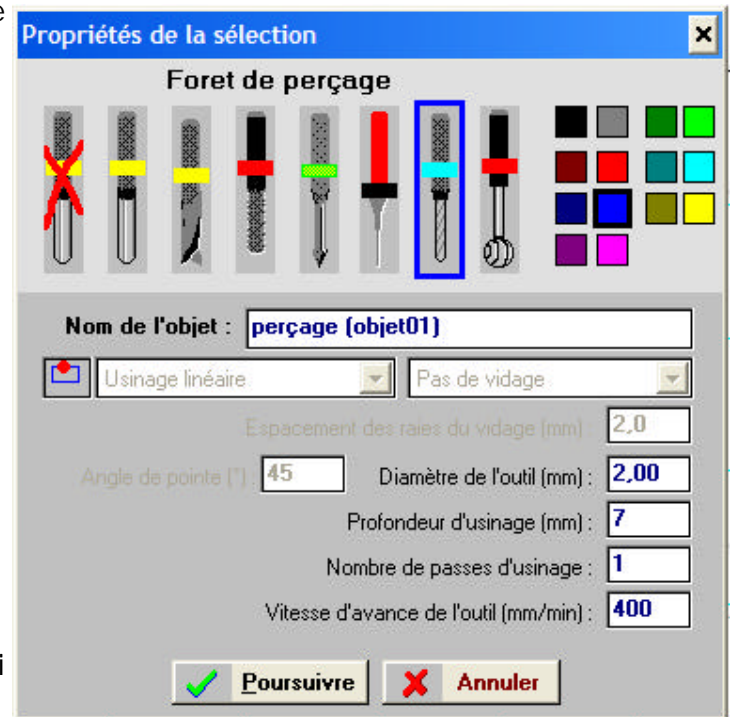 e
Propriétés de la sélection
Foret de perçage
Nom de l'objet : perçage (objet01)
Usinage linéaire Pas de vidage
Espacement des raies du vidage (mm) : 2,0
Angle de pointe (°) : 45 Diamètre de l'outil (mm) : 2,00
Profondeur d'usinage (mm) : 7
Nombre de passes d'usinage : 1
Vitesse d'avance de l'outil (mm/min) : 400
i
Poursuivre Annuler